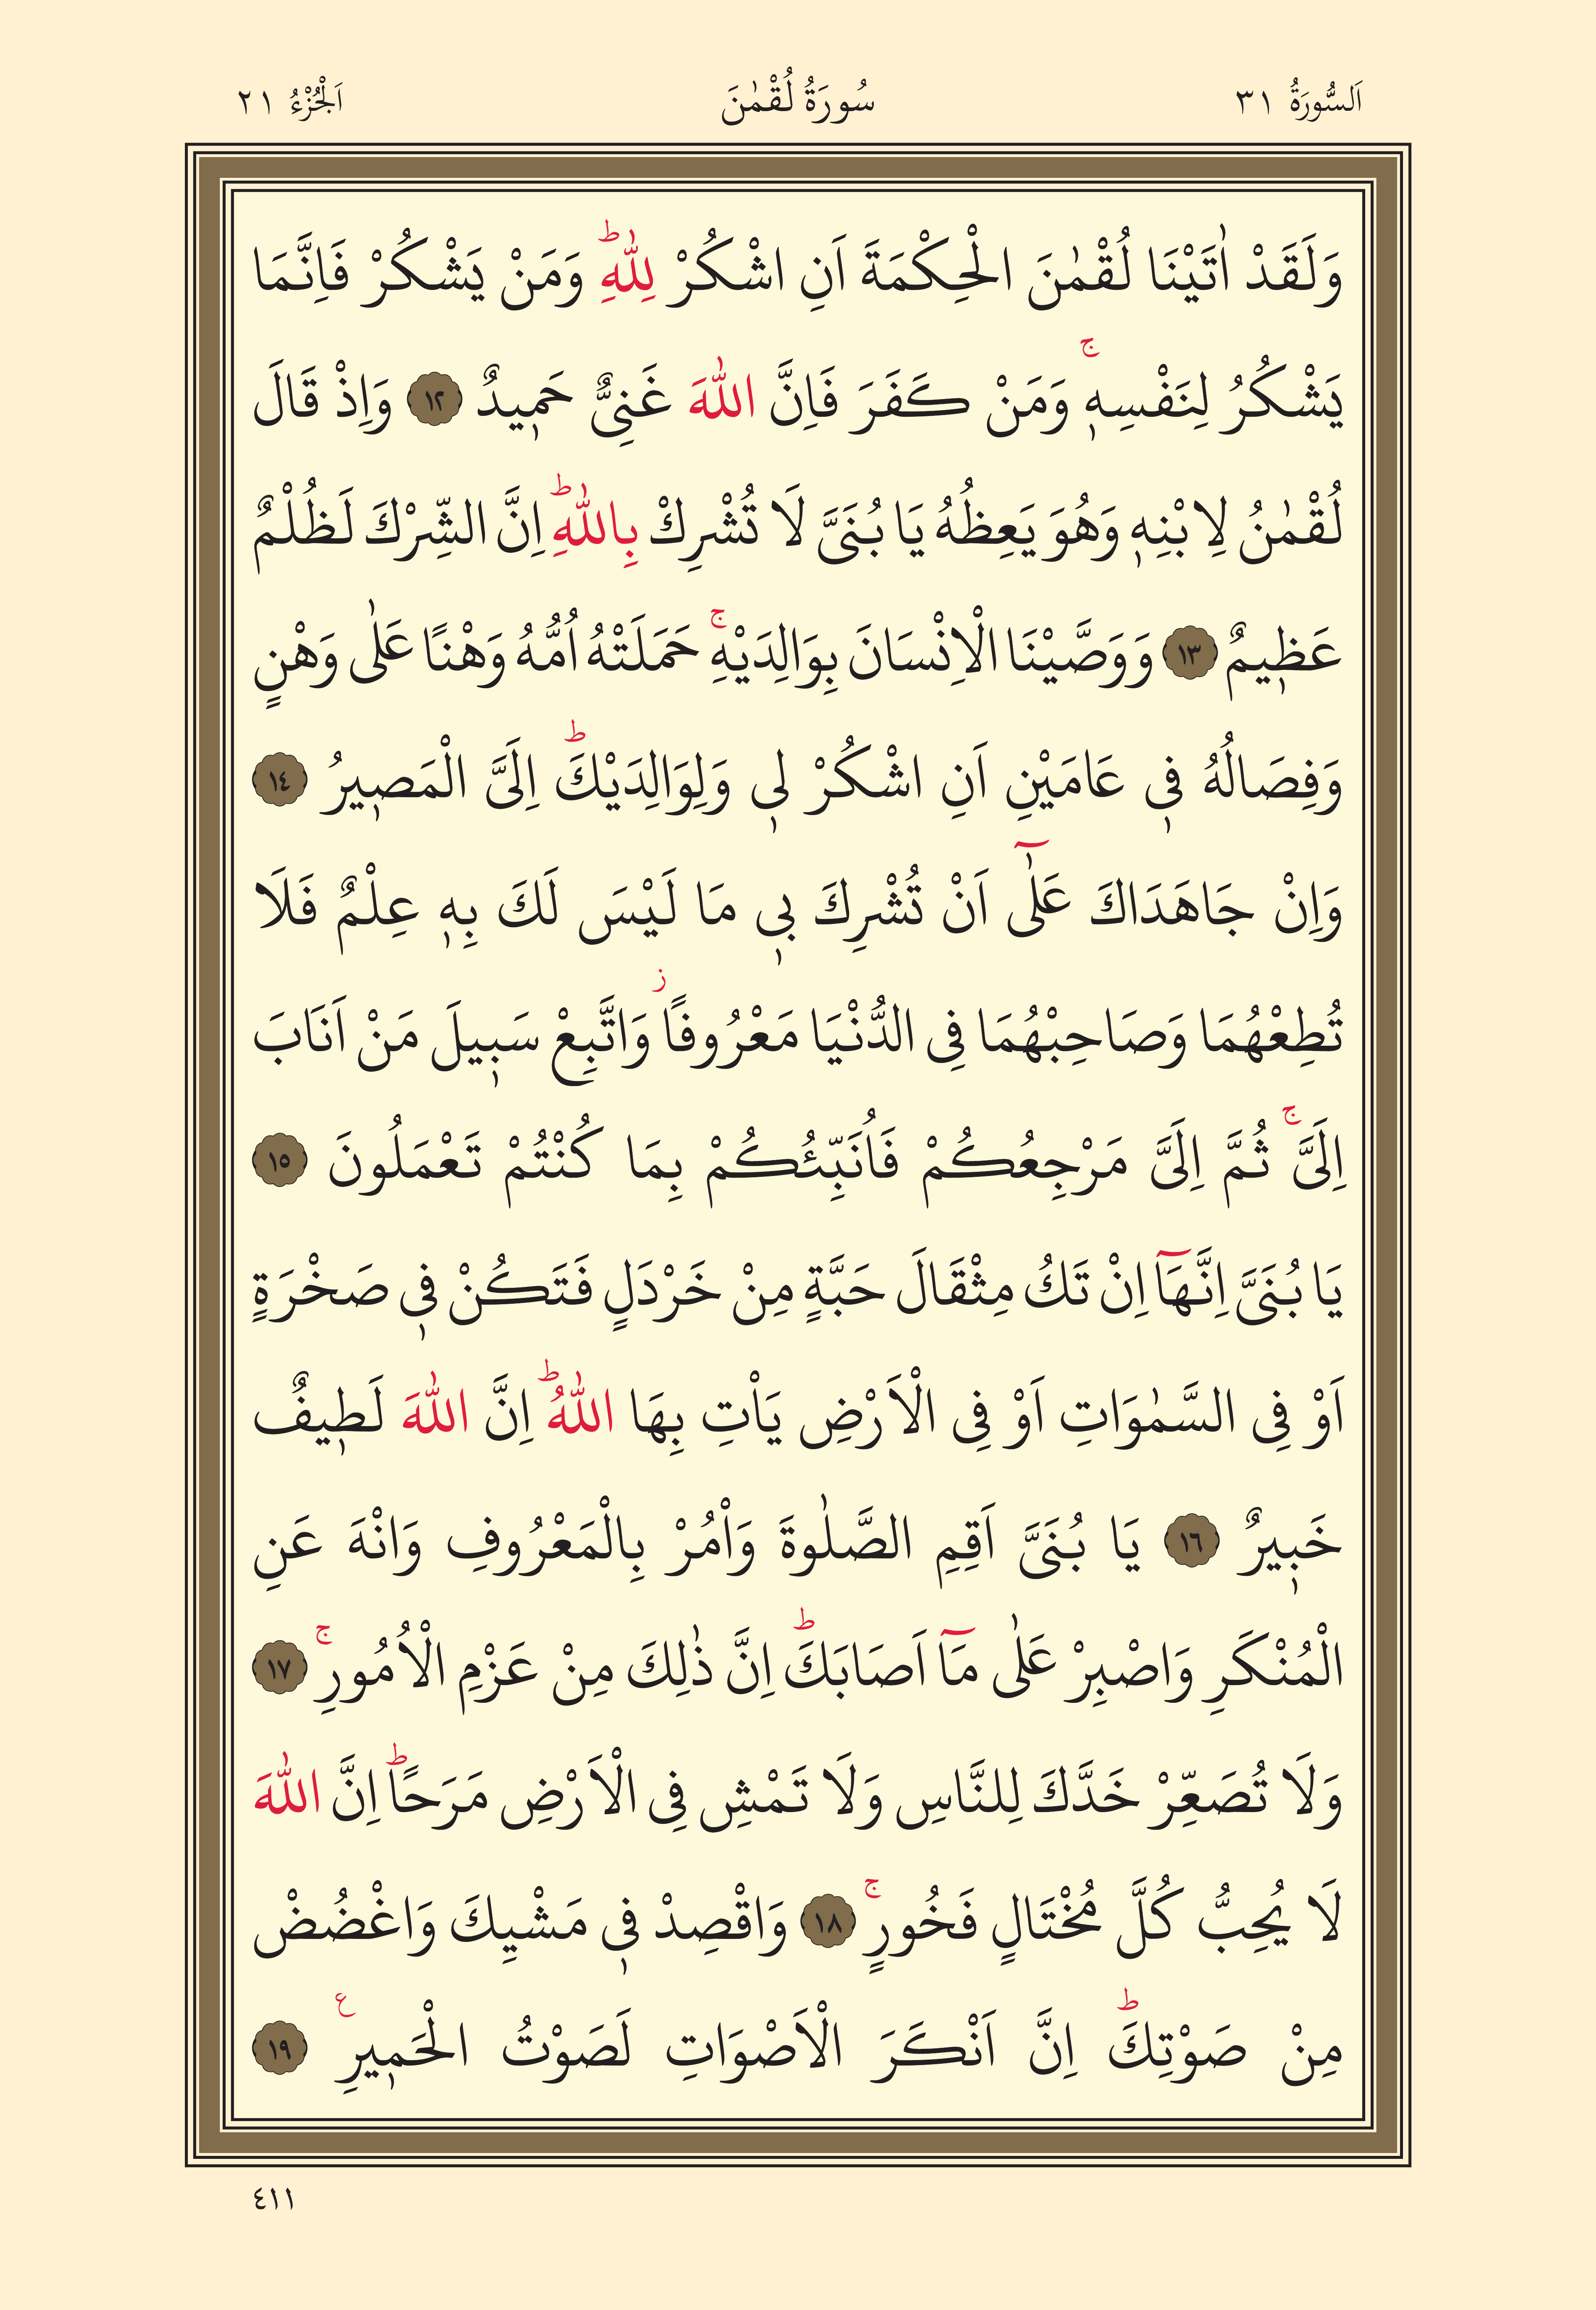 اَلسُّورَةُ ٣١ سُورَةُ لُقْمٰنَ اَلْجُزْءُ ٢١
وَلَقَدْ اٰتَيْنَا لُقْمٰنَ الْحِكْمَةَ اَنِ اشْكُرْ لِلّٰهِۜ وَمَنْ يَشْكُرْ فَاِنَّمَا
يَشْكُرُ لِنَفْسِهٖۚ وَمَنْ كَفَرَ فَاِنَّ اللّٰهَ غَنِىٌّ حَمٖيدٌ ١٢ وَاِذْ قَالَ
لُقْمٰنُ لِابْنِهٖ وَهُوَ يَعِظُهُ يَا بُنَىَّ لَا تُشْرِكْ بِاللّٰهِۜ اِنَّ الشِّرْكَ لَظُلْمٌ
عَظٖيمٌ ١٣ وَوَصَّيْنَا الْاِنْسَانَ بِوَالِدَيْهِۚ حَمَلَتْهُ اُمُّهُ وَهْنًا عَلٰى وَهْنٍ
وَفِصَالُهُ فٖى عَامَيْنِ اَنِ اشْكُرْ لٖى وَلِوَالِدَيْكَۜ اِلَىَّ الْمَصٖيرُ ١٤
وَاِنْ جَاهَدَاكَ عَلٰٓى اَنْ تُشْرِكَ بٖى مَا لَيْسَ لَكَ بِهٖ عِلْمٌ فَلَا
تُطِعْهُمَا وَصَاحِبْهُمَا فِى الدُّنْيَا مَعْرُوفًاؗ وَاتَّبِعْ سَبٖيلَ مَنْ اَنَابَ
اِلَىَّۚ ثُمَّ اِلَىَّ مَرْجِعُكُمْ فَاُنَبِّئُكُمْ بِمَا كُنْتُمْ تَعْمَلُونَ ١٥
يَا بُنَىَّ اِنَّهَٓا اِنْ تَكُ مِثْقَالَ حَبَّةٍ مِنْ خَرْدَلٍ فَتَكُنْ فٖى صَخْرَةٍ
اَوْ فِى السَّمٰوَاتِ اَوْ فِى الْاَرْضِ يَاْتِ بِهَا اللّٰهُۜ اِنَّ اللّٰهَ لَطٖيفٌ
خَبٖيرٌ ١٦ يَا بُنَىَّ اَقِمِ الصَّلٰوةَ وَاْمُرْ بِالْمَعْرُوفِ وَانْهَ عَنِ
الْمُنْكَرِ وَاصْبِرْ عَلٰى مَٓا اَصَابَكَۜ اِنَّ ذٰلِكَ مِنْ عَزْمِ الْاُمُورِۚ ١٧
وَلَا تُصَعِّرْ خَدَّكَ لِلنَّاسِ وَلَا تَمْشِ فِى الْاَرْضِ مَرَحًاۜ اِنَّ اللّٰهَ
لَا يُحِبُّ كُلَّ مُخْتَالٍ فَخُورٍۚ ١٨ وَاقْصِدْ فٖى مَشْيِكَ وَاغْضُضْ
مِنْ صَوْتِكَۜ اِنَّ اَنْكَرَ الْاَصْوَاتِ لَصَوْتُ الْحَمٖيرِ ع ١٩
٤١١